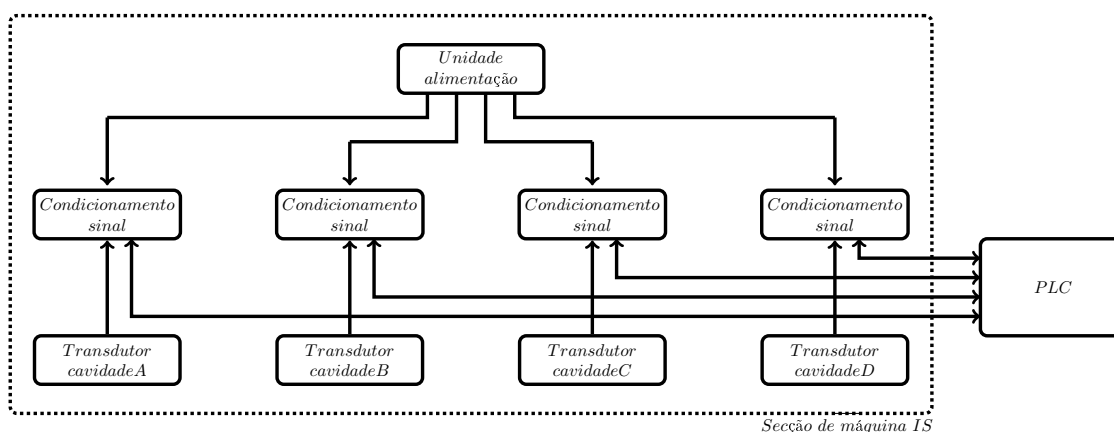 Unidade
alimentação
Condicionamento
sinal
Condicionamento
sinal
Condicionamento
sinal
Condicionamento
sinal
PLC
Transdutor
cavidadeA
Transdutor
cavidadeB
Transdutor
cavidadeC
Transdutor
cavidadeD
Secção de máquina IS